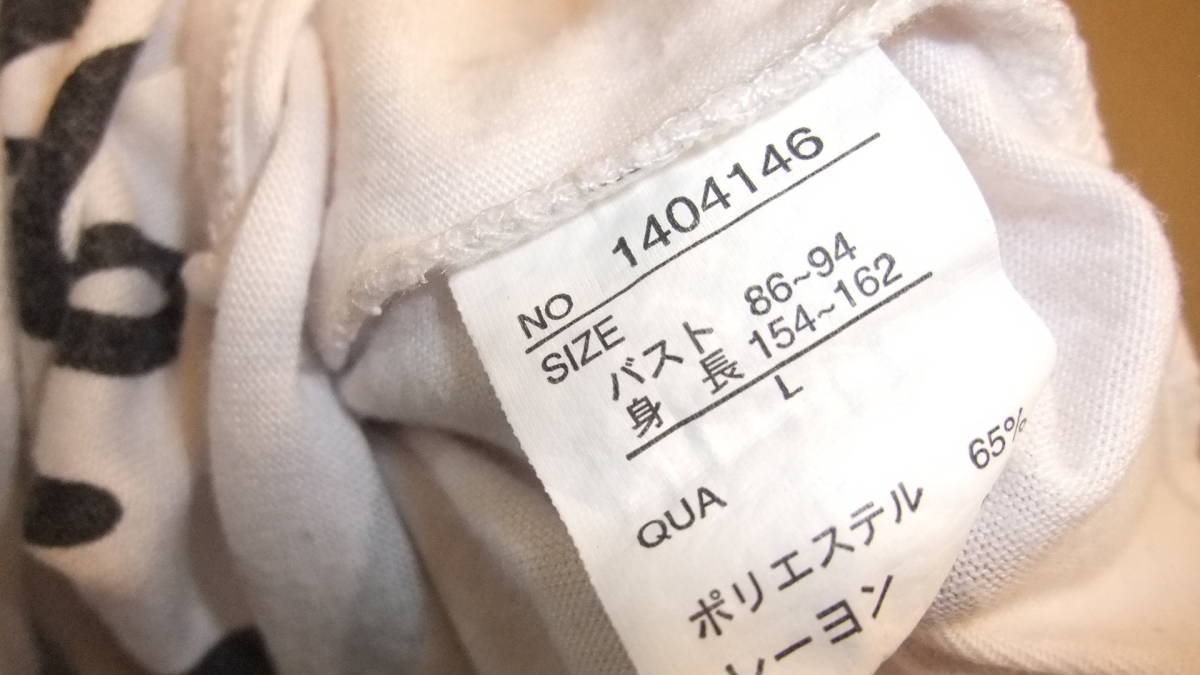 NO 1404146
SIZE
バスト 86~94
身長 154~162
L
QUA
ポリエステル 65%
レーヨン